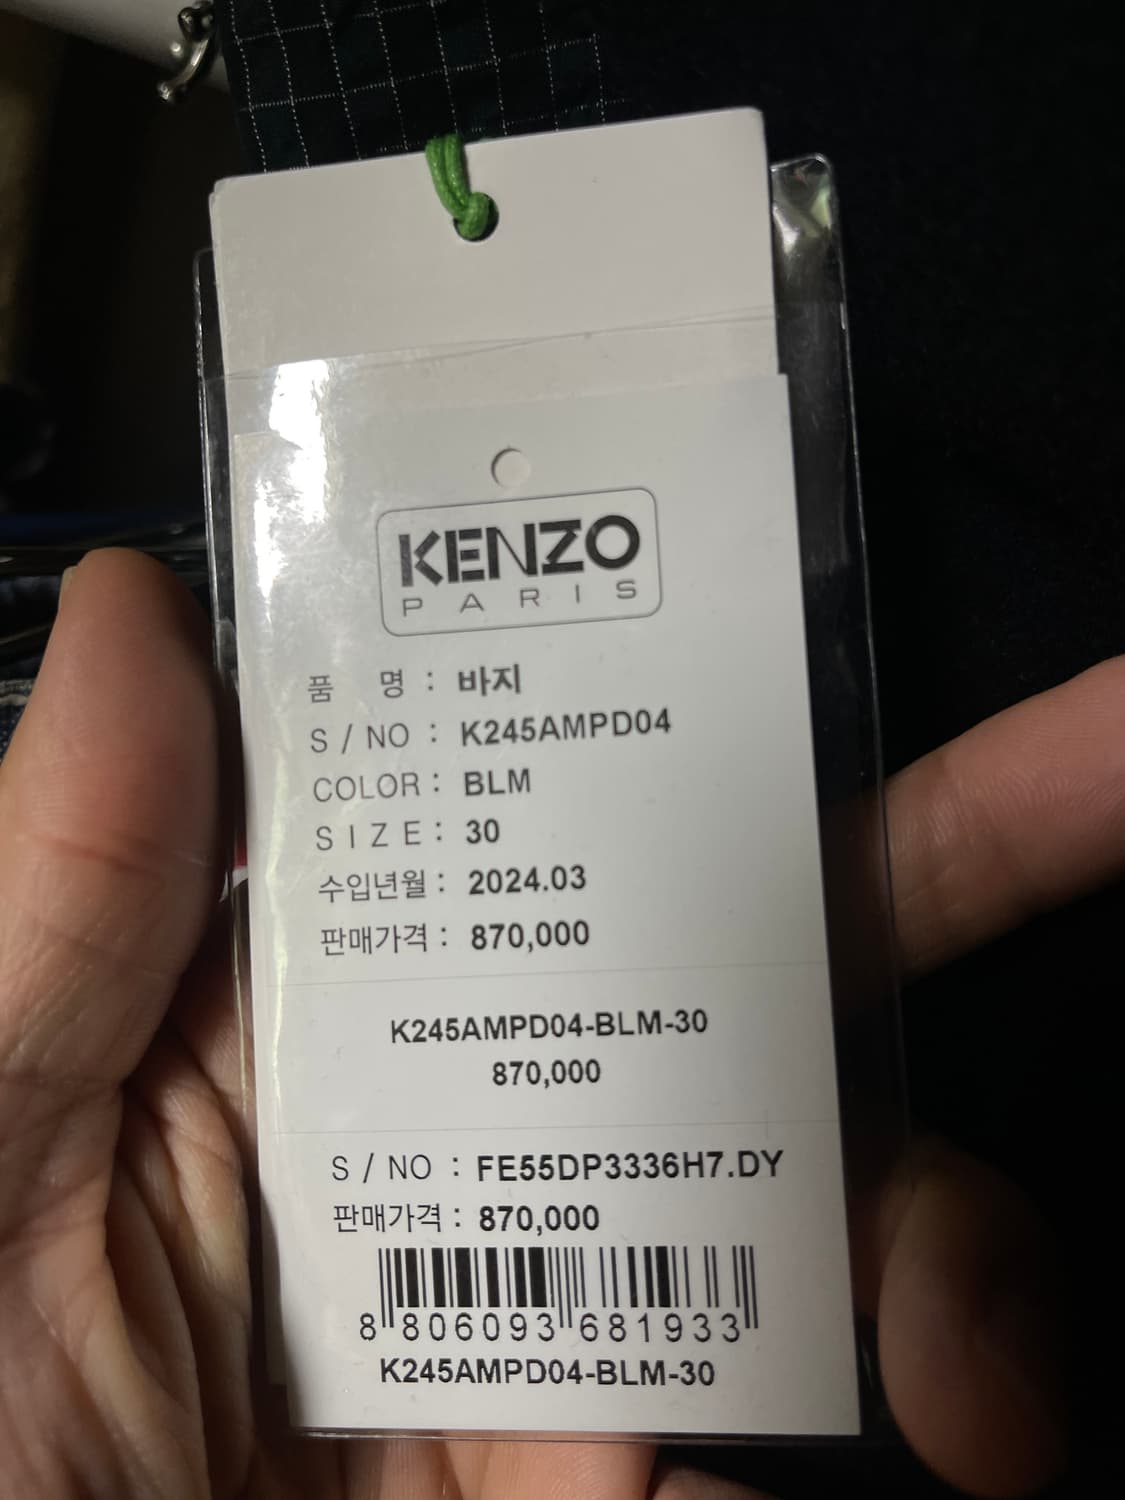 KENZO
PARIS
품 명 : 바지
S / NO : K245AMPD04
COLOR : BLM
SIZE : 30
수입년월 : 2024.03
판매가격 : 870,000
K245AMPD04-BLM-30
870,000
S / NO : FE55DP3336H7.DY
판매가격 : 870,000
8 806093 681933
K245AMPD04-BLM-30